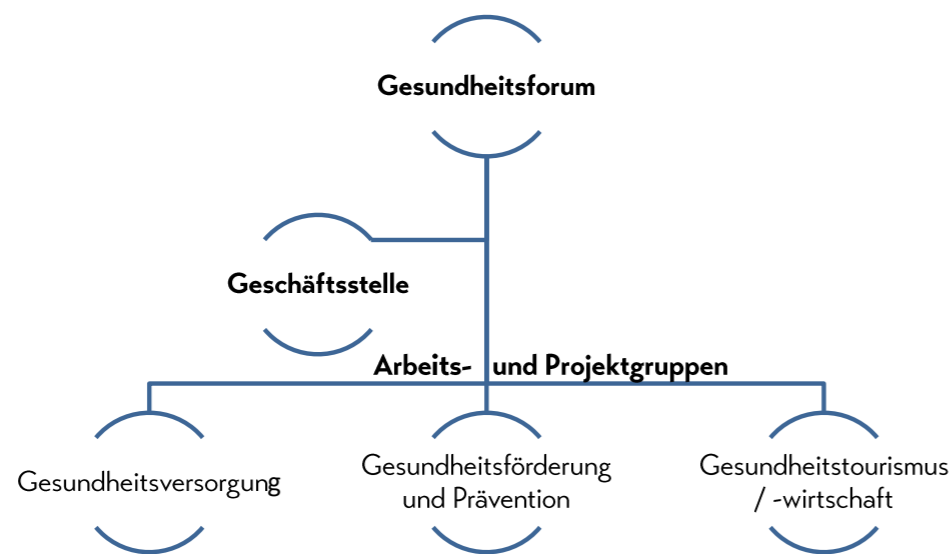 Gesundheitsforum
Geschäftsstelle
Arbeits- und Projektgruppen
Gesundheitsversorgung
Gesundheitsförderung
und Prävention
Gesundheitstourismus
/ -wirtschaft